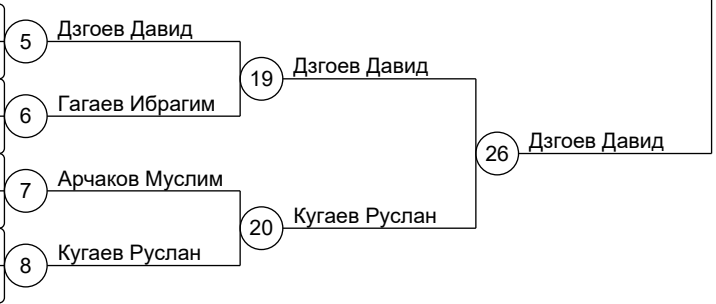 5 Дзгоев Давид
19 Дзгоев Давид
6 Гагаев Ибрагим
26 Дзгоев Давид
7 Арчаков Муслим
20 Кугаев Руслан
8 Кугаев Руслан